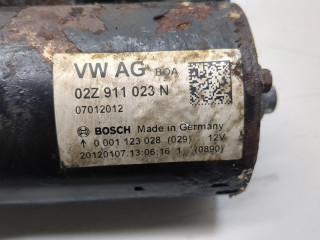 VW AG BOA
02Z 911 023 N
07012012
BOSCH Made in Germany
↑ 0 001 123 028 (029) 12V
20120107.13:06.16 1 (0890)